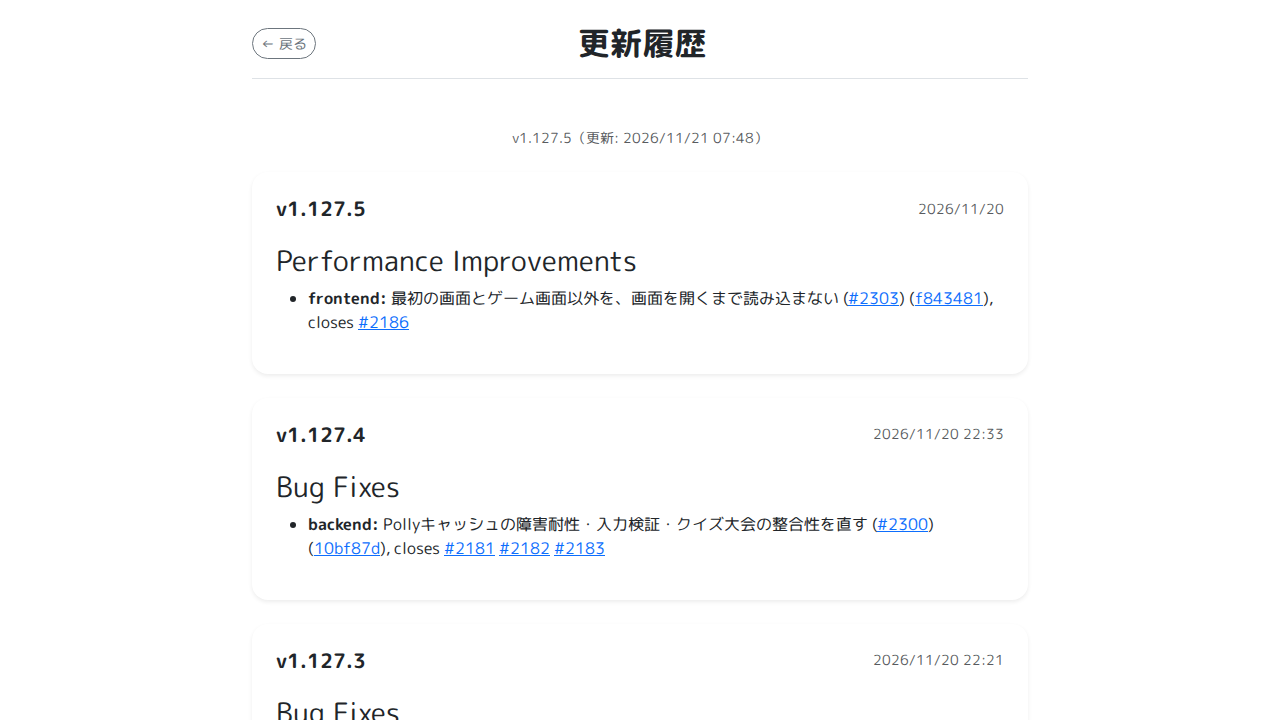 ← 戻る
更新履歴
v1.127.5（更新: 2026/11/21 07:48）
v1.127.5
2026/11/20
Performance Improvements
frontend: 最初の画面とゲーム画面以外を、画面を開くまで読み込まない (#2303) (f843481),
closes #2186
v1.127.4
2026/11/20 22:33
Bug Fixes
backend: Pollyキャッシュの障害耐性・入力検証・クイズ大会の整合性を直す (#2300)
(10bf87d), closes #2181 #2182 #2183
v1.127.3
2026/11/20 22:21
Bug Fixes